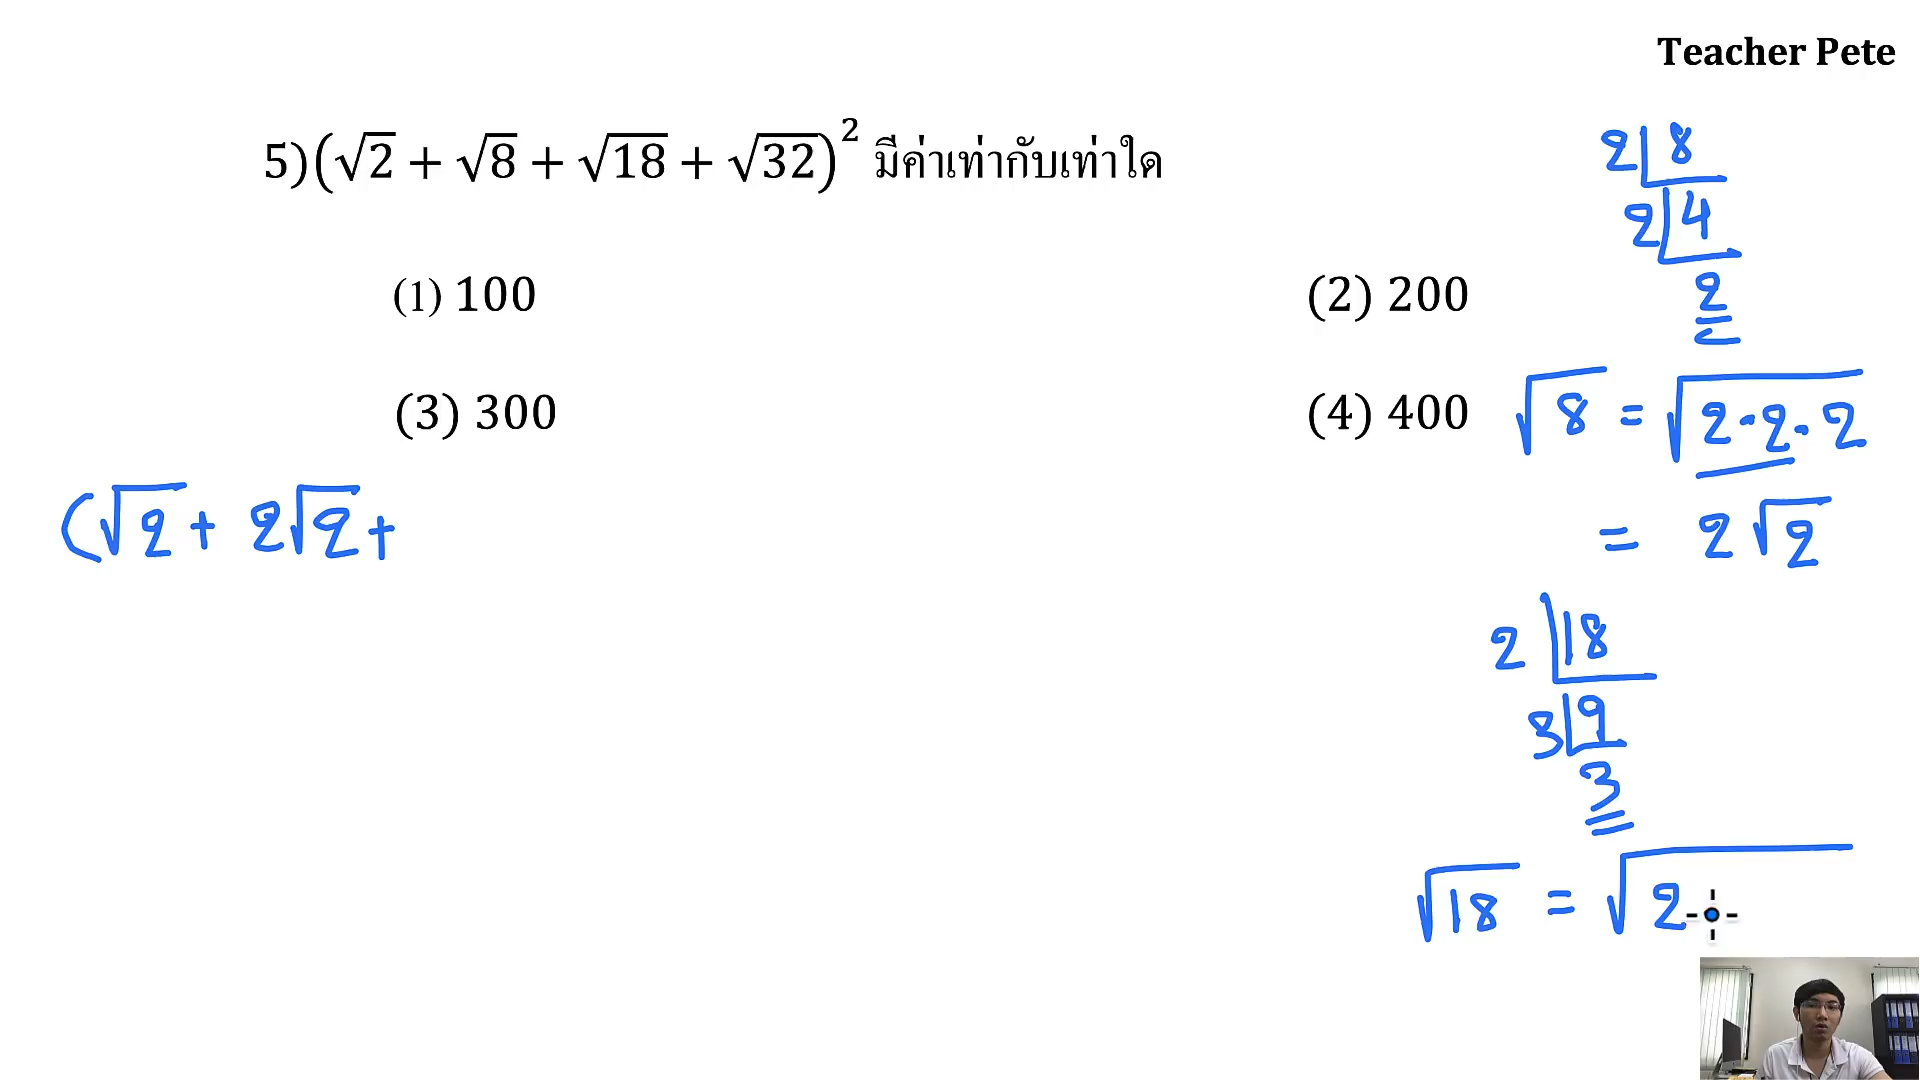 Teacher Pete
5)(√2 + √8 + √18 + √32)² มีค่าเท่ากับเท่าใด
(1) 100
(2) 200
(3) 300
(4) 400
(√2 + 2√2 +
2 8
2 4
2
√8 = √2·2·2
= 2√2
2 18
3 9
3
√18 = √2